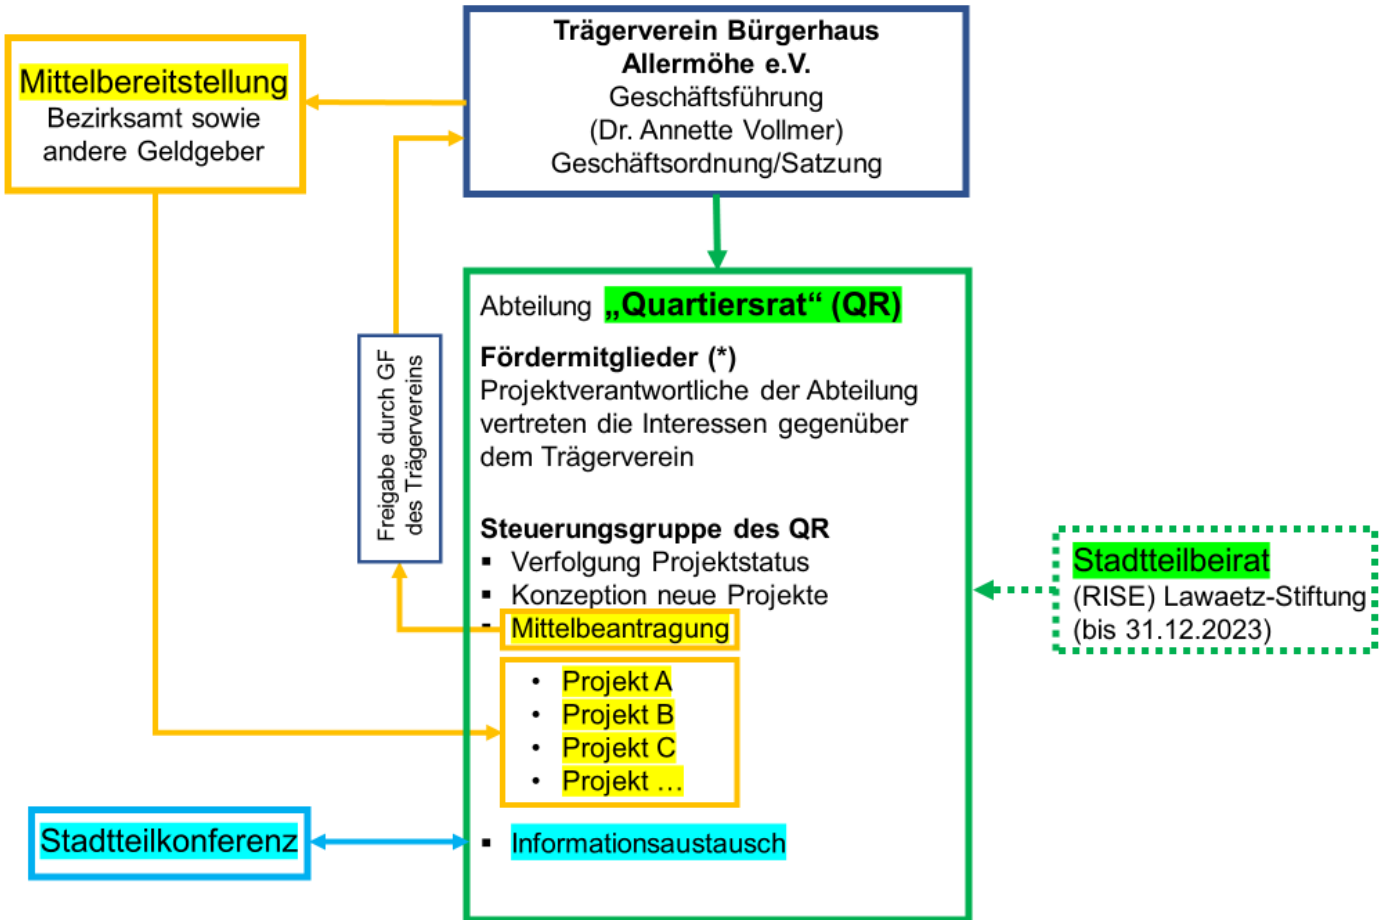 Trägerverein Bürgerhaus
Allermöhe e.V.
Geschäftsführung
(Dr. Annette Vollmer)
Geschäftsordnung/Satzung
Mittelbereitstellung
Bezirksamt sowie
andere Geldgeber
Freigabe durch GF
des Trägervereins
Abteilung „Quartiersrat“ (QR)
Fördermitglieder (*)
Projektverantwortliche der Abteilung
vertreten die Interessen gegenüber
dem Trägerverein
Steuerungsgruppe des QR
▪ Verfolgung Projektstatus
▪ Konzeption neue Projekte
▪ Mittelbeantragung
• Projekt A
• Projekt B
• Projekt C
• Projekt …
▪ Informationsaustausch
Stadtteilkonferenz
Stadtteilbeirat
(RISE) Lawaetz-Stiftung
(bis 31.12.2023)